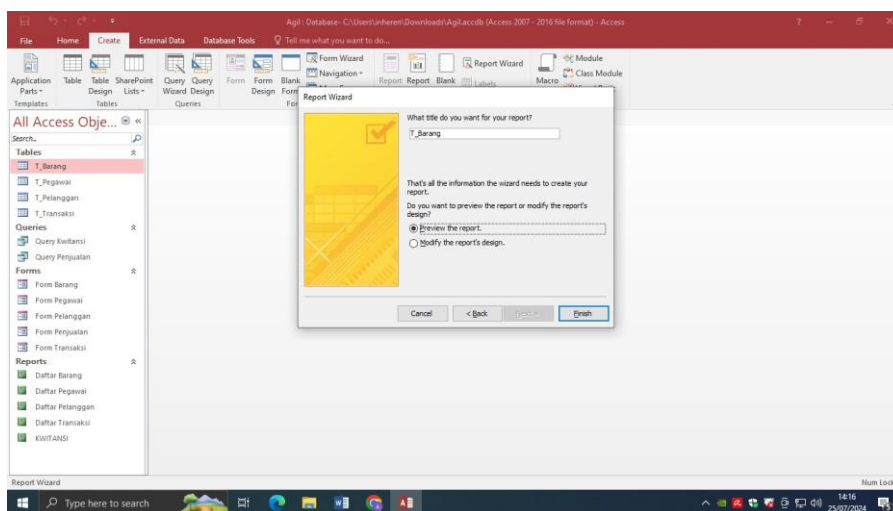 Agil : Database- C:\Users\inheren\Downloads\Agil.accdb (Access 2007 - 2016 file format) - Access
File Home Create External Data Database Tools Tell me what you want to do...
Application Parts
Table
Table Design
SharePoint Lists
Query Wizard
Query Design
Form
Form Design
Blank Form
Form Wizard
Navigation
Report
Report
Blank
Report Wizard
Labels
Macro
Module
Class Module
Templates Tables Queries
All Access Obje...
Search...
Tables
T_Barang
T_Pegawai
T_Pelanggan
T_Transaksi
Queries
Query Kwitansi
Query Penjualan
Forms
Form Barang
Form Pegawai
Form Pelanggan
Form Penjualan
Form Transaksi
Reports
Daftar Barang
Daftar Pegawai
Daftar Pelanggan
Daftar Transaksi
KWITANSI
Report Wizard
What title do you want for your report?
T_Barang
That's all the information the wizard needs to create your
report.
Do you want to preview the report or modify the report's
design?
Preview the report.
Modify the report's design.
Cancel < Back Next > Finish
Report Wizard Num Lock
Type here to search
14:16
25/07/2024